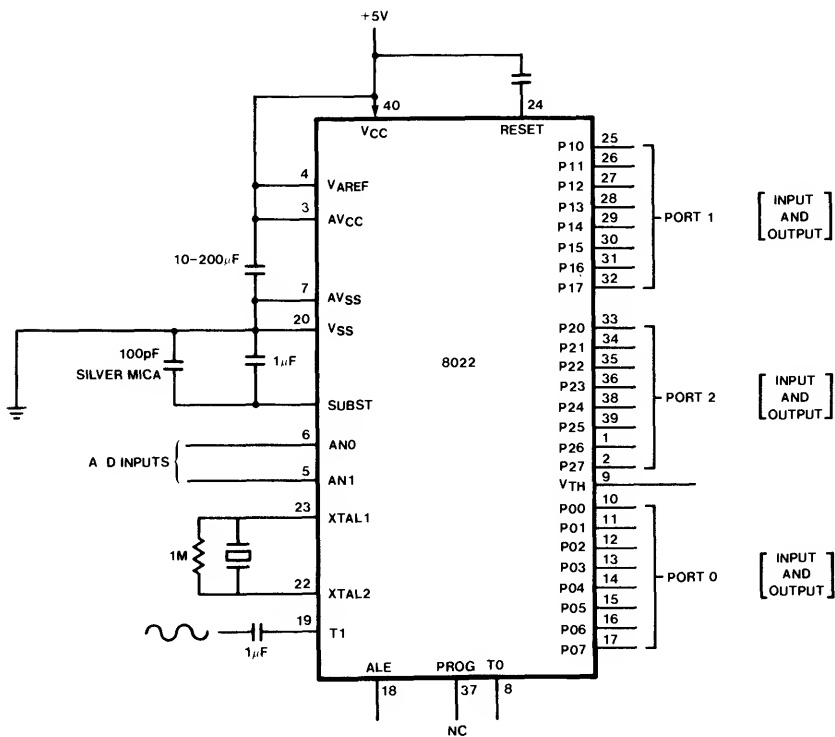 +5V
40
24
VCC
RESET
4
VAREF
3
AVCC
10-200µF
7
AVSS
20
VSS
100pF
SILVER MICA
1µF
SUBST
8022
6
AN0
A D INPUTS
5
AN1
23
XTAL1
1M
22
XTAL2
19
T1
1µF
P10 25
P11 26
P12 27
P13 28
P14 29
P15 30
P16 31
P17 32
PORT 1
INPUT
AND
OUTPUT
P20 33
P21 34
P22 35
P23 36
P24 38
P25 39
P26 1
P27 2
PORT 2
INPUT
AND
OUTPUT
VTH 9
P00 10
P01 11
P02 12
P03 13
P04 14
P05 15
P06 16
P07 17
PORT 0
INPUT
AND
OUTPUT
ALE
PROG
T0
18
37
8
NC